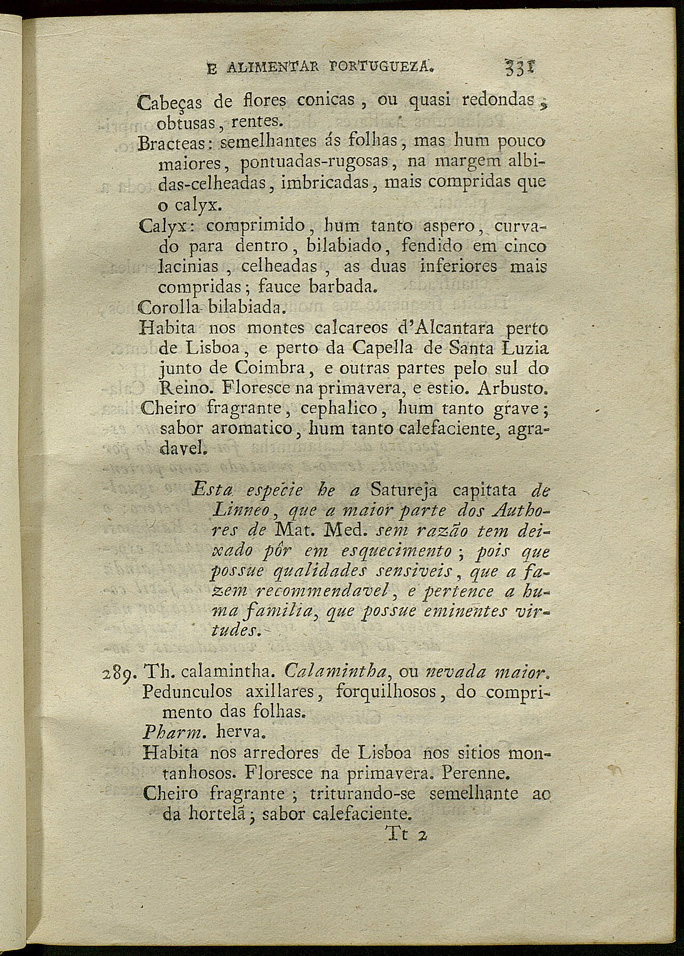 E ALIMENTAR PORTUGUEZA. 331
Cabeças de flores conicas , ou quasi redondas ,
obtusas , rentes.
Bracteas : semelhantes ás folhas , mas hum pouco
maiores , pontuadas-rugosas , na margem albi-
das-celheadas , imbricadas , mais compridas que
o calyx.
Calyx : comprimido , hum tanto aspero , curva-
do para dentro , bilabiado , fendido em cinco
lacinias , celheadas , as duas inferiores mais
compridas ; fauce barbada.
Corolla bilabiada.
Habita nos montes calcareos d'Alcantara perto
de Lisboa , e perto da Capella de Santa Luzia
junto de Coimbra , e outras partes pelo sul do
Reino. Floresce na primavera , e estio. Arbusto.
Cheiro fragrante , cephalico , hum tanto grave ;
sabor aromatico , hum tanto calefaciente , agra-
davel.
Esta especie he a Satureja capitata de
Linneo , que a maior parte dos Autho-
res de Mat. Med. sem razão tem dei-
xado pôr em esquecimento ; pois que
possue qualidades sensiveis , que a fa-
zem recommendavel , e pertence a hu-
ma familia , que possue eminentes vir-
tudes.
289. Th. calamintha. Calamintha , ou nevada maior.
Pedunculos axillares , forquilhosos , do compri-
mento das folhas.
Pharm. herva.
Habita nos arredores de Lisboa nos sitios mon-
tanhosos. Floresce na primavera. Perenne.
Cheiro fragrante ; triturando-se semelhante ao
da hortelã ; sabor calefaciente.
Tt 2